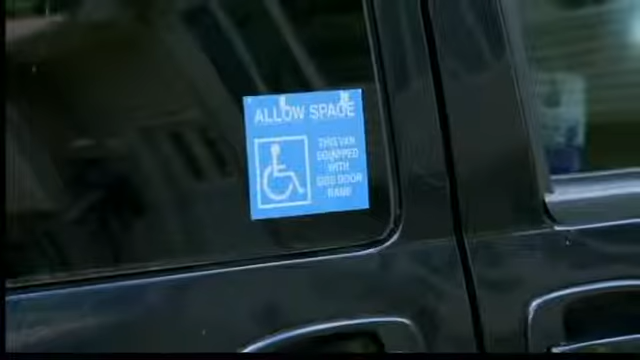 ALLOW SPACE
THIS VAN
EQUIPPED
WITH
SIDE DOOR
RAMP